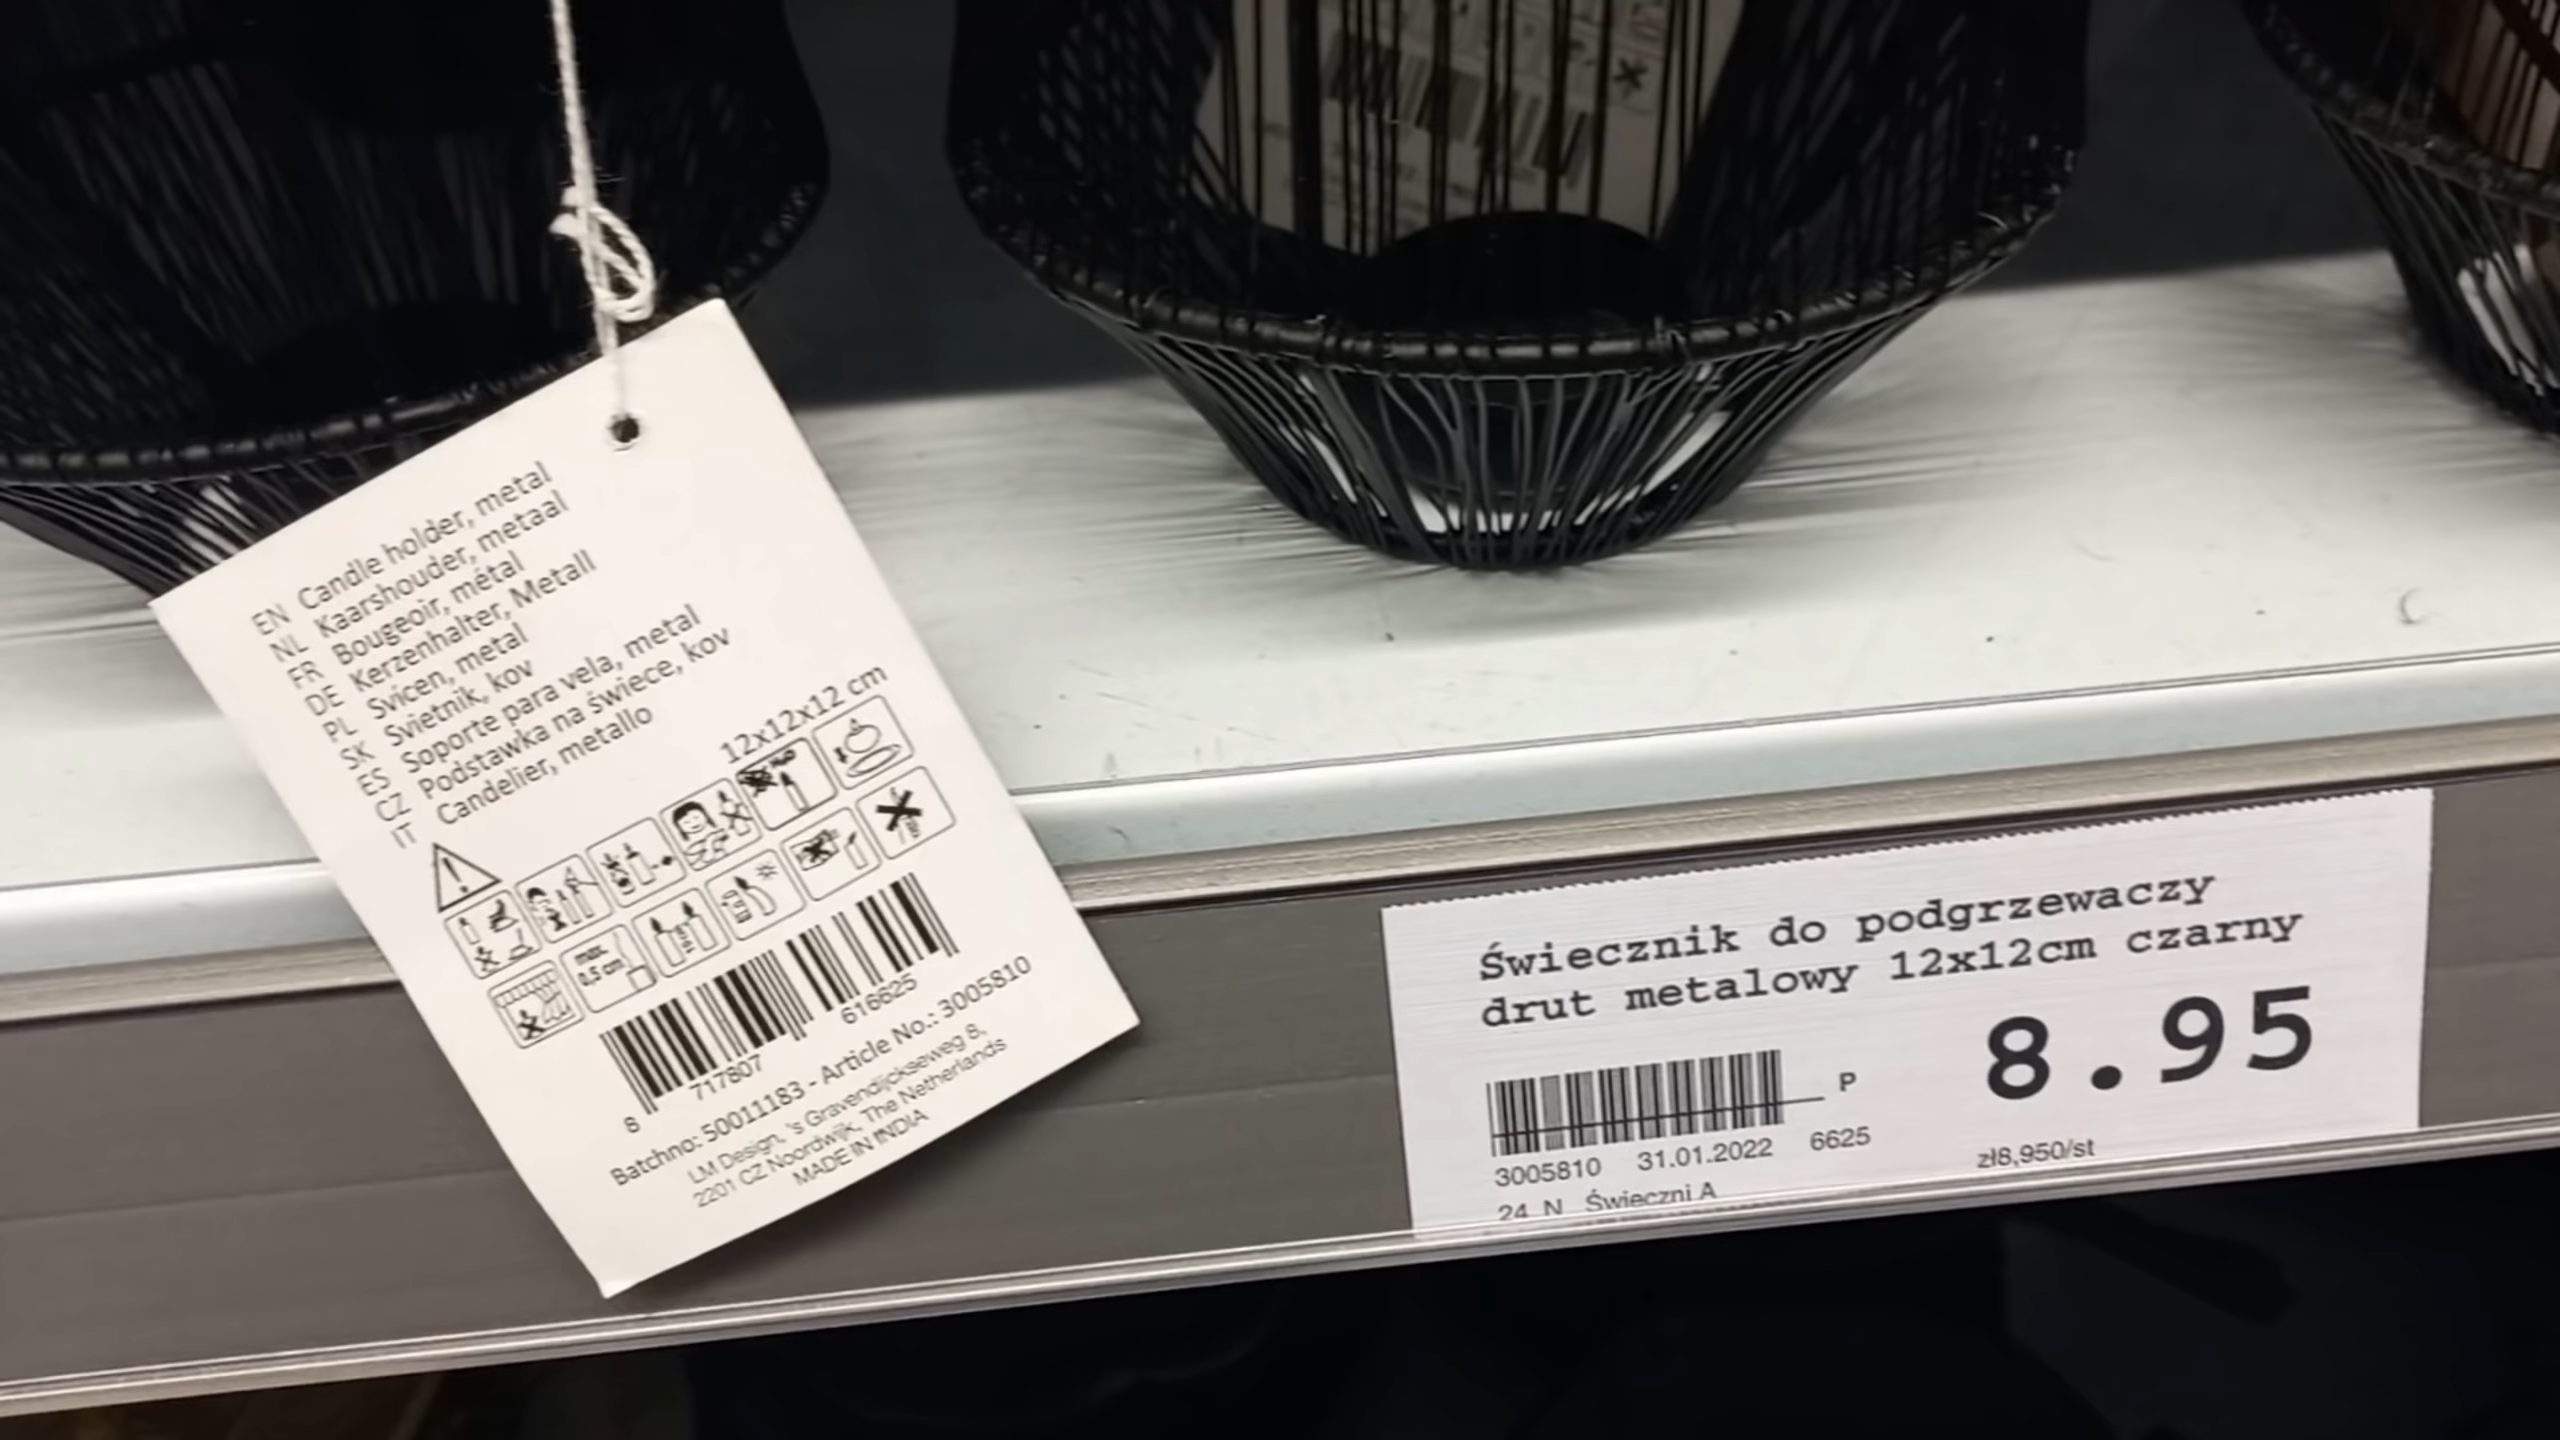 EN Candle holder, metal
NL Kaarshouder, metaal
FR Bougeoir, métal
DE Kerzenhalter, Metall
PL Svícen, metal
SK Svietnik, kov
ES Soporte para vela, metal
CZ Podstawka na świece, kov
IT Candelier, metallo
12x12x12 cm
max.
0,5 cm
8 717807 616625
Batchno: 50011183 - Article No.: 3005810
LM Design, 's Gravendijckseweg 8,
2201 CZ Noordwijk, The Netherlands
MADE IN INDIA
Świecznik do podgrzewaczy
drut metalowy 12x12cm czarny
8.95
P
3005810 31.01.2022 6625
zł8,950/st
24 N Świeczni A